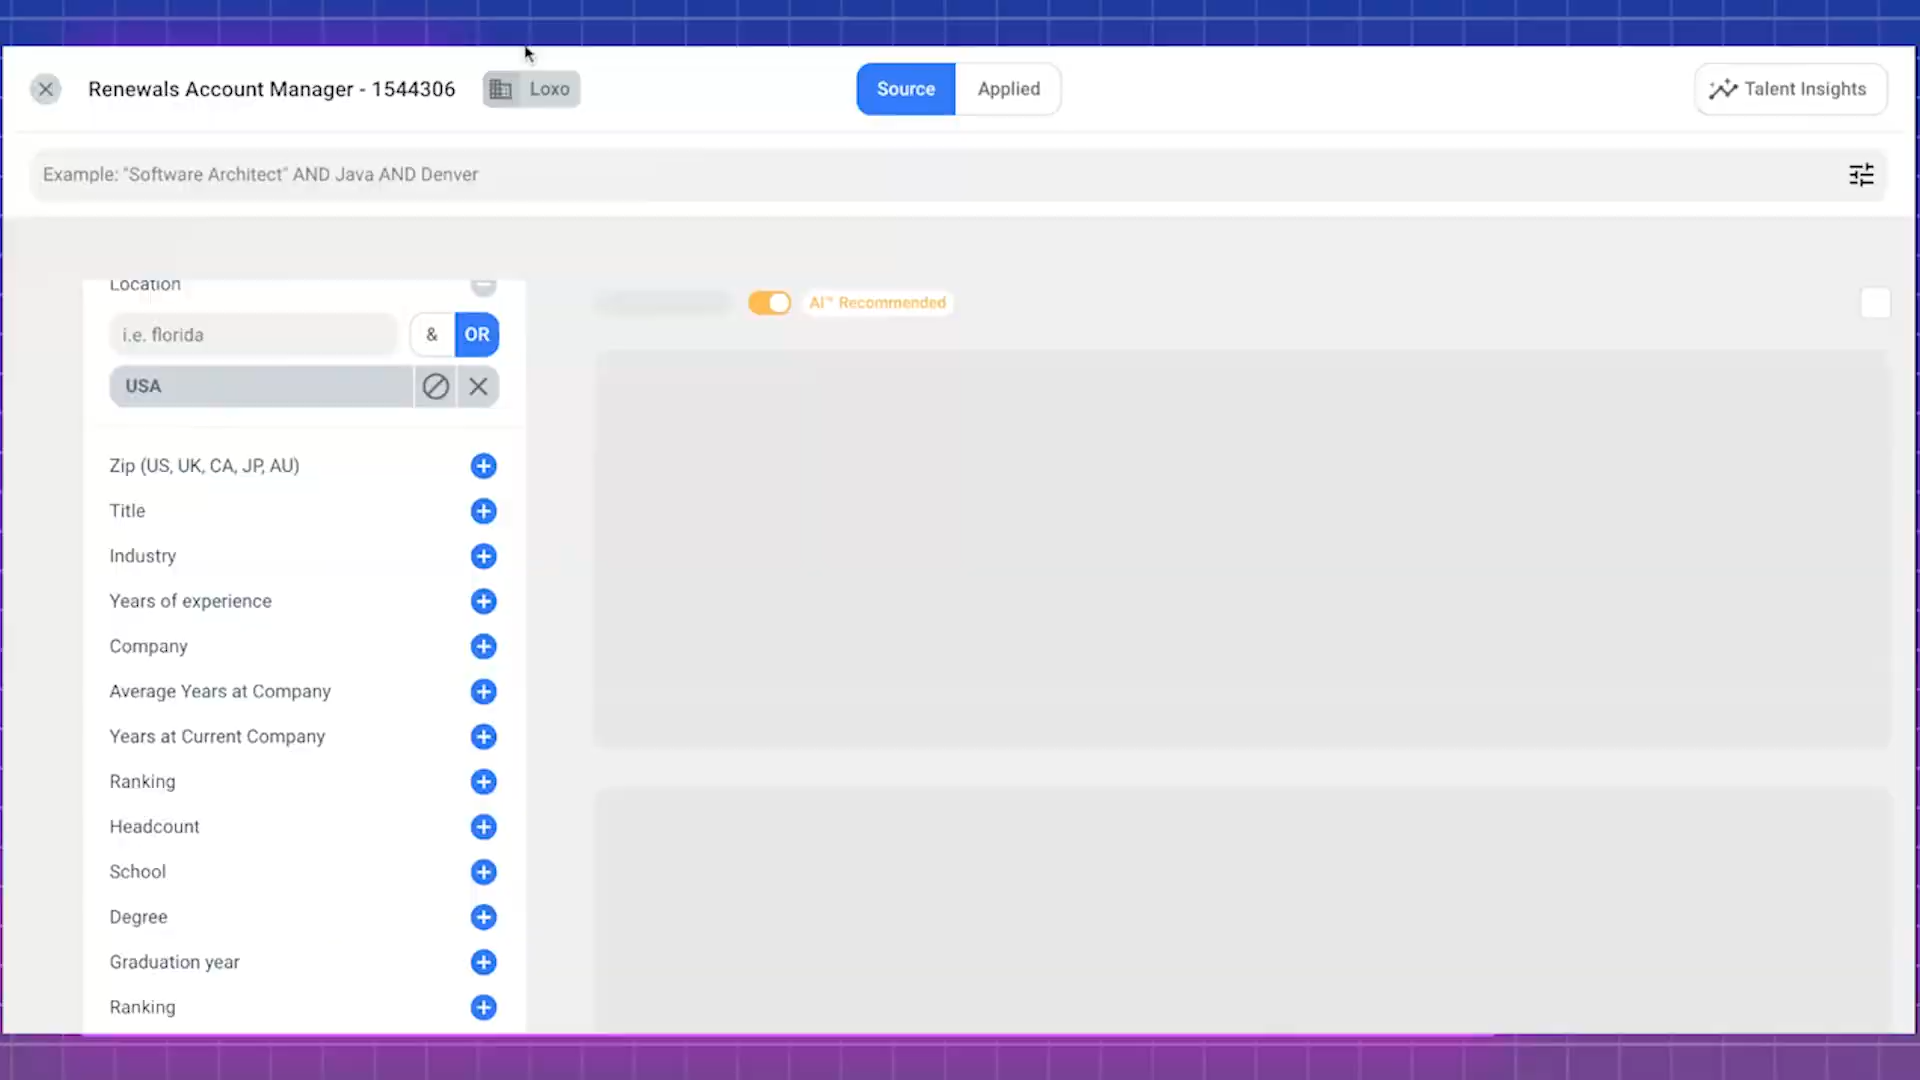 Renewals Account Manager - 1544306
Loxo
Source
Applied
Talent Insights
Example: "Software Architect" AND Java AND Denver
Location
i.e. florida
&
OR
USA
Zip (US, UK, CA, JP, AU)
Title
Industry
Years of experience
Company
Average Years at Company
Years at Current Company
Ranking
Headcount
School
Degree
Graduation year
Ranking
AI™ Recommended